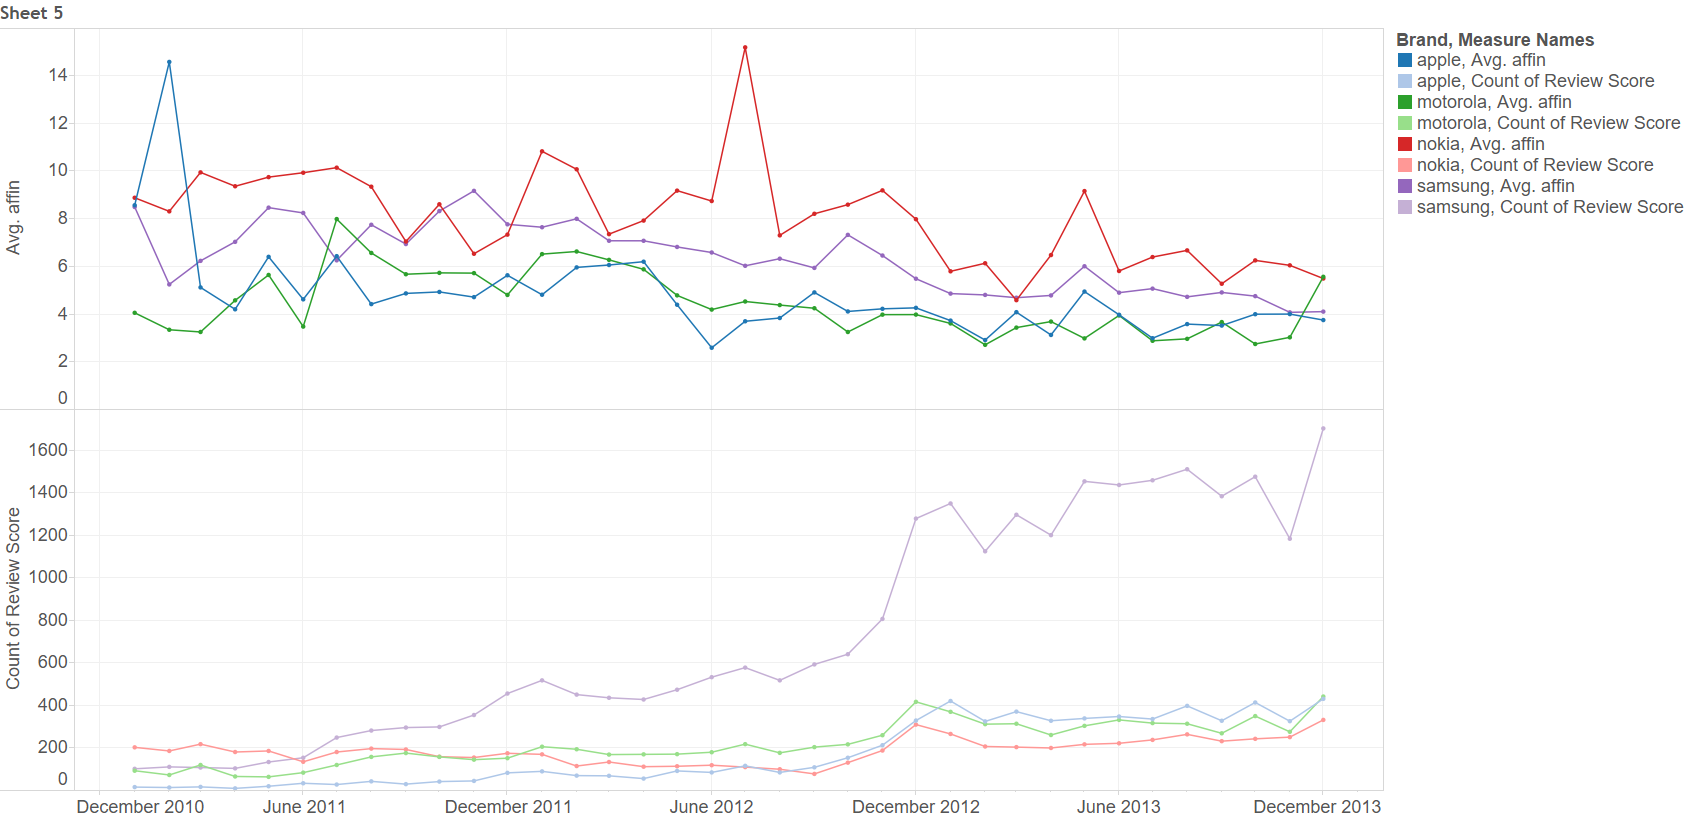 Sheet 5
Avg. affin
14
12
10
8
6
4
2
0
Count of Review Score
1600
1400
1200
1000
800
600
400
200
0
December 2010
June 2011
December 2011
June 2012
December 2012
June 2013
December 2013
Brand, Measure Names
apple, Avg. affin
apple, Count of Review Score
motorola, Avg. affin
motorola, Count of Review Score
nokia, Avg. affin
nokia, Count of Review Score
samsung, Avg. affin
samsung, Count of Review Score